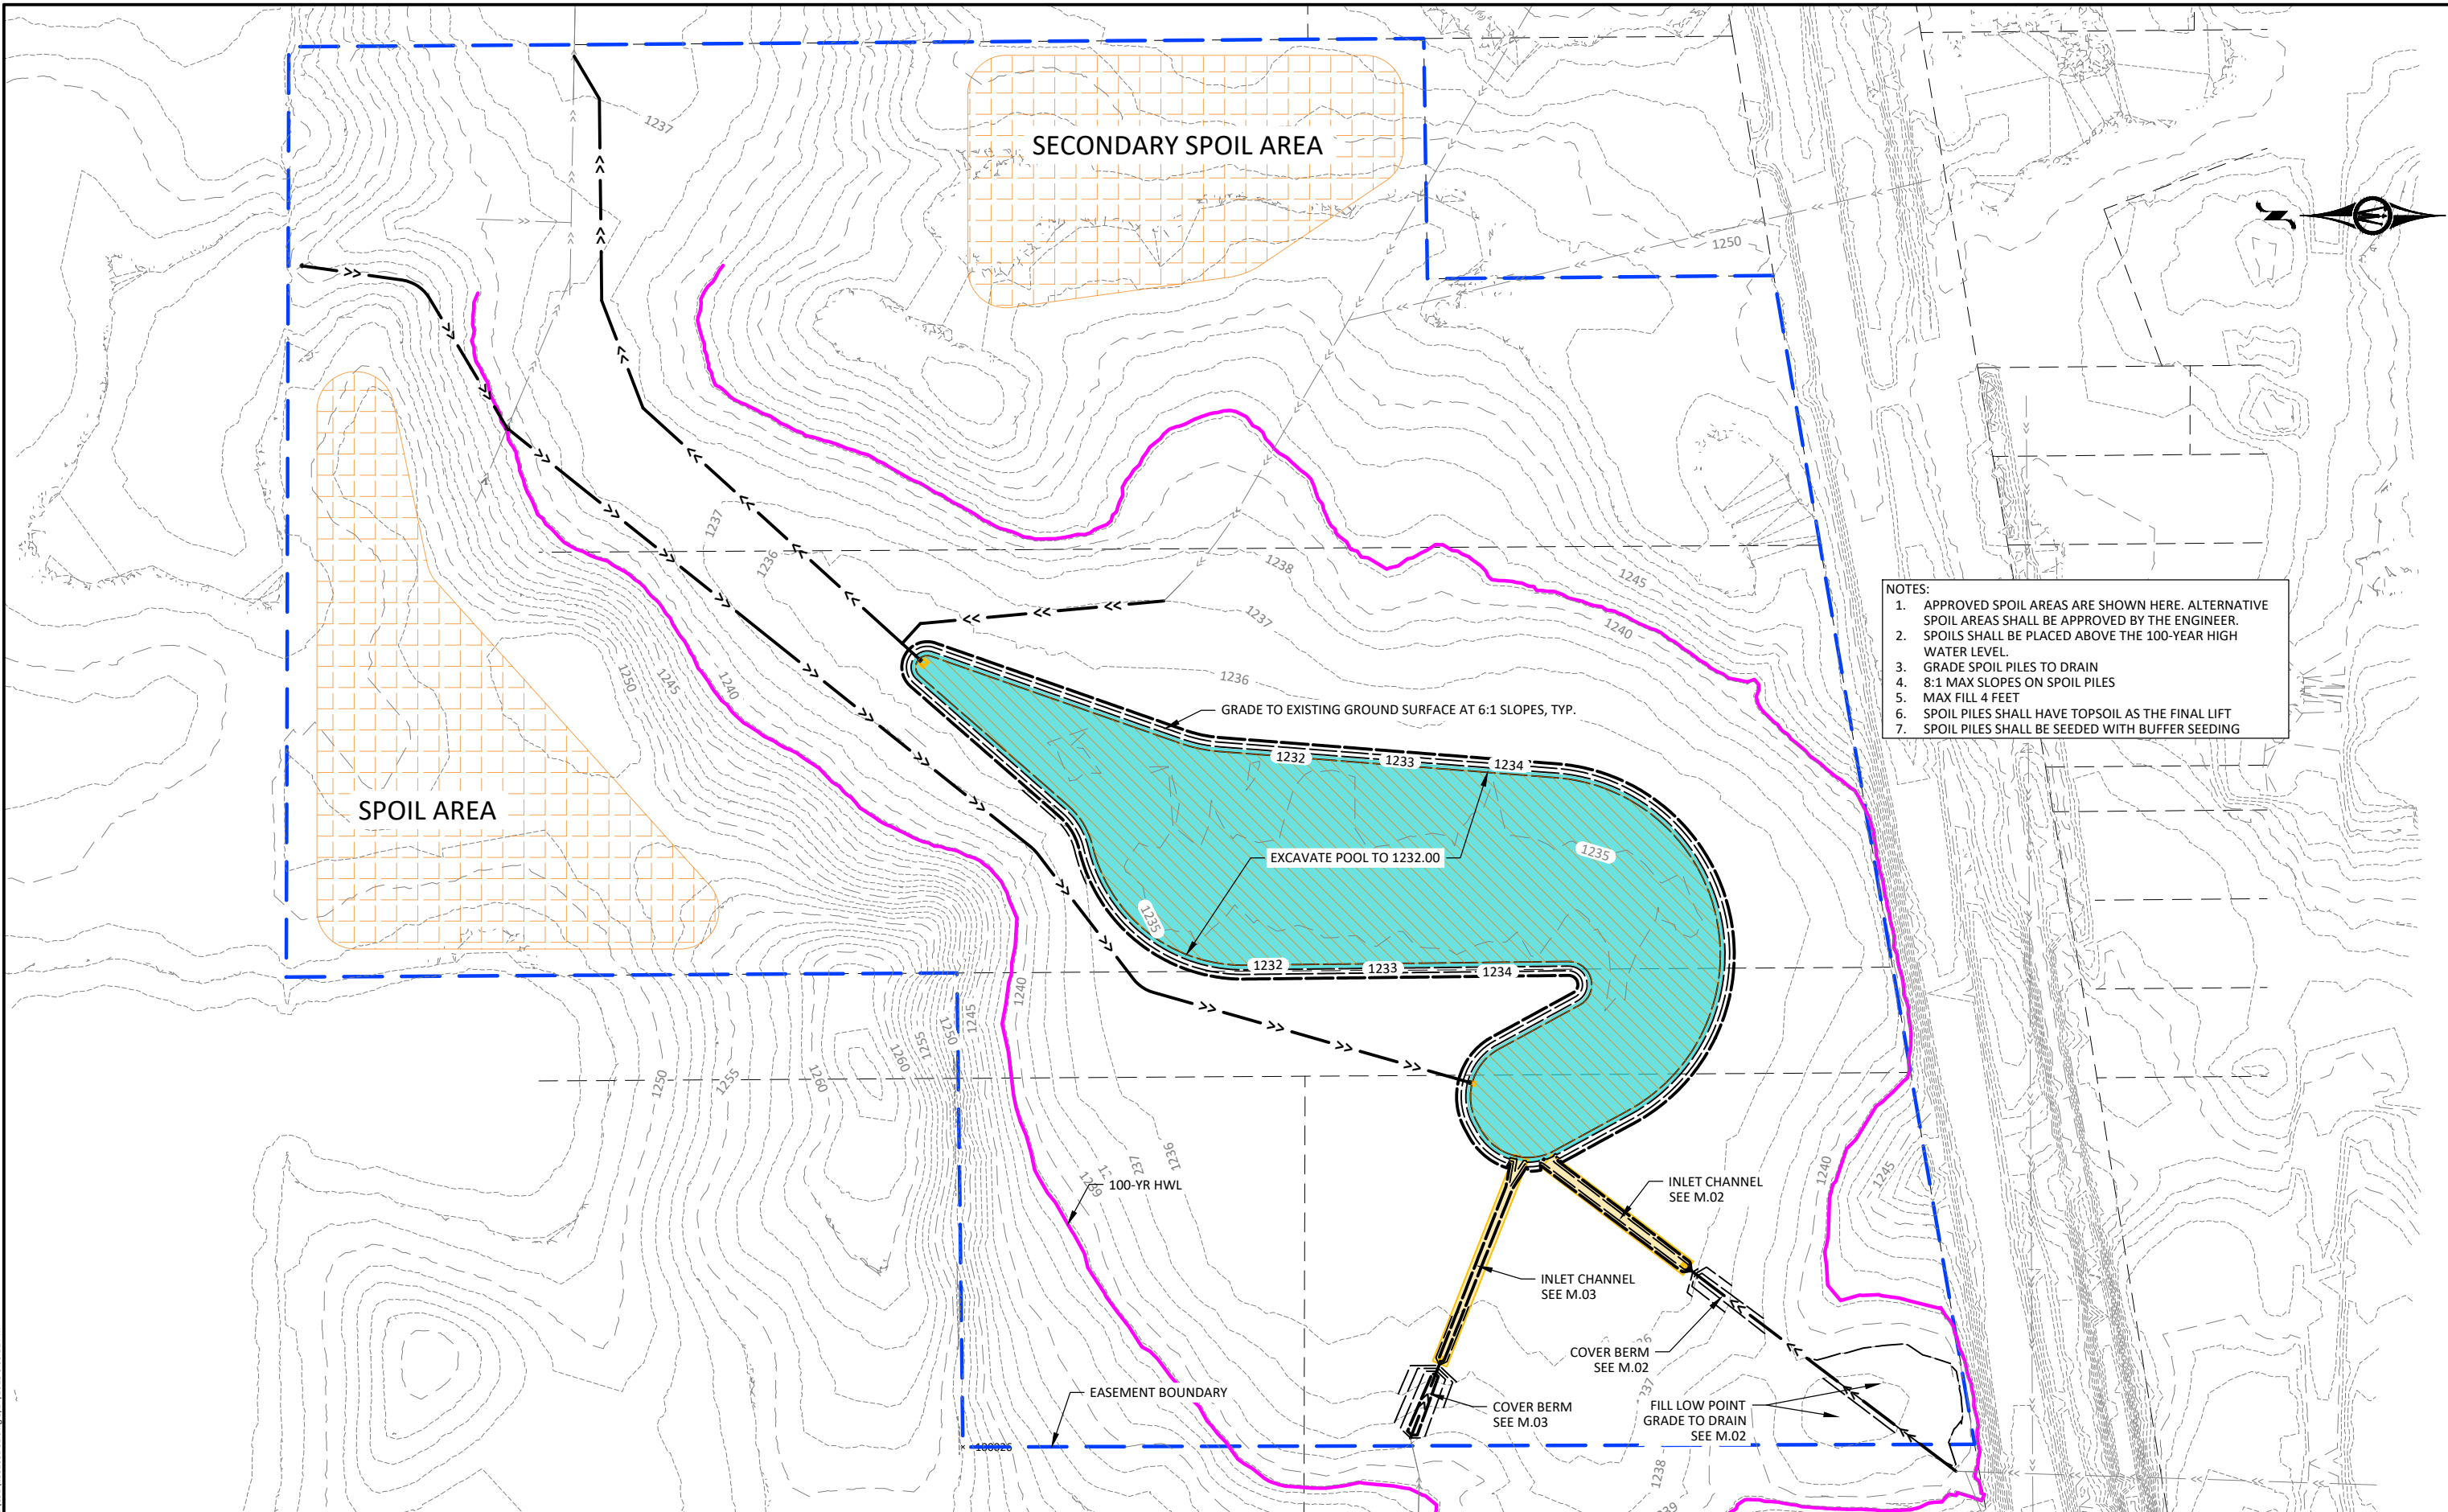 1237
SECONDARY SPOIL AREA
1250
N
1237
1236
1238
1245
1237
1240
NOTES:
1. APPROVED SPOIL AREAS ARE SHOWN HERE. ALTERNATIVE
SPOIL AREAS SHALL BE APPROVED BY THE ENGINEER.
2. SPOILS SHALL BE PLACED ABOVE THE 100-YEAR HIGH
WATER LEVEL.
3. GRADE SPOIL PILES TO DRAIN
4. 8:1 MAX SLOPES ON SPOIL PILES
5. MAX FILL 4 FEET
6. SPOIL PILES SHALL HAVE TOPSOIL AS THE FINAL LIFT
7. SPOIL PILES SHALL BE SEEDED WITH BUFFER SEEDING
1250
1245
1240
1236
GRADE TO EXISTING GROUND SURFACE AT 6:1 SLOPES, TYP.
1232
1233
1234
SPOIL AREA
EXCAVATE POOL TO 1232.00
1235
1235
1232
1233
1234
1240
1245
1250
1255
1260
1250
1255
1260
1236
1237
1239
100-YR HWL
INLET CHANNEL
SEE M.02
1240
1245
INLET CHANNEL
SEE M.03
COVER BERM
SEE M.02
EASEMENT BOUNDARY
COVER BERM
SEE M.03
FILL LOW POINT
GRADE TO DRAIN
SEE M.02
1238